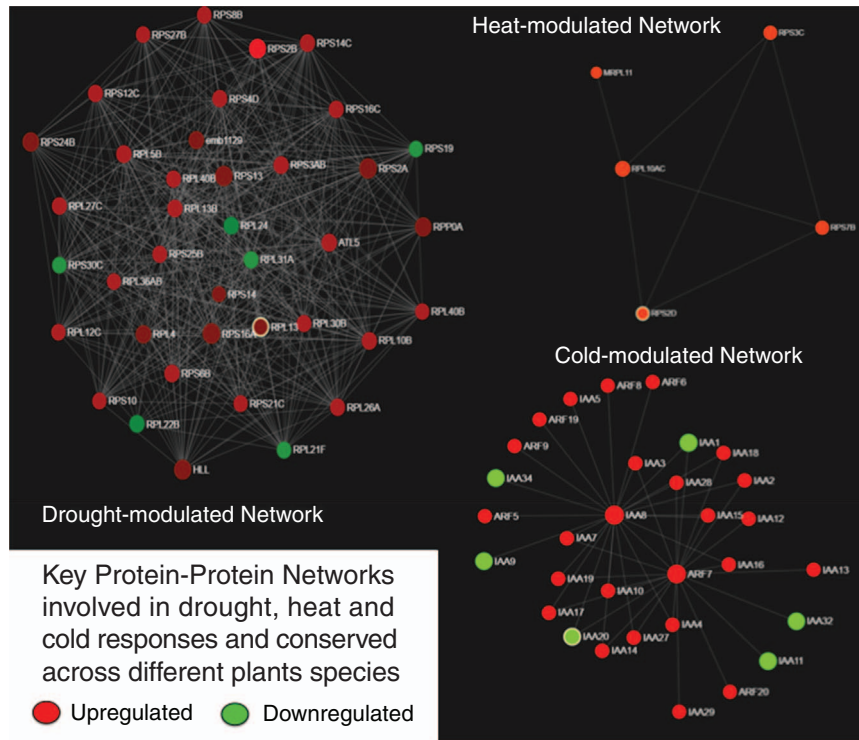 Heat-modulated Network
RPS8B
RPS27B
RPS2B
RPS14C
RPS3C
MRPL11
RPS12C
RPS4D
RPS16C
RPS24B
emb1129
RPS19
RPL5B
RPS3AB
RPS2A
RPL40B
RPS13
RPL10AC
RPL27C
RPL13B
RPL24
RPP0A
RPS7B
ATL5
RPS25B
RPL31A
RPS30C
RPL36AB
RPS14
RPL40B
RPS2D
RPL12C
RPL4
RPS16A
RPL13
RPL30B
RPL10B
RPS6B
RPS10
RPS21C
RPL26A
RPL22B
RPL21F
HLL
Drought-modulated Network
Cold-modulated Network
ARF8
ARF6
IAA5
ARF19
ARF9
IAA1
IAA18
IAA3
IAA34
IAA28
IAA2
ARF5
IAA8
IAA15
IAA12
IAA7
IAA9
IAA16
IAA13
ARF7
IAA19
IAA10
IAA17
IAA4
IAA32
IAA20
IAA27
IAA14
IAA11
ARF20
IAA29
Key Protein-Protein Networks
involved in drought, heat and
cold responses and conserved
across different plants species
Upregulated
Downregulated